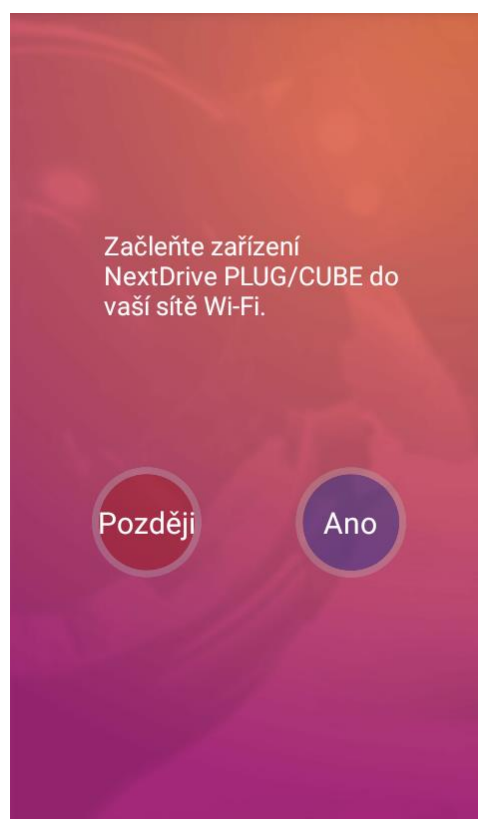 Začleňte zařízení
NextDrive PLUG/CUBE do
vaší sítě Wi-Fi.
Později
Ano